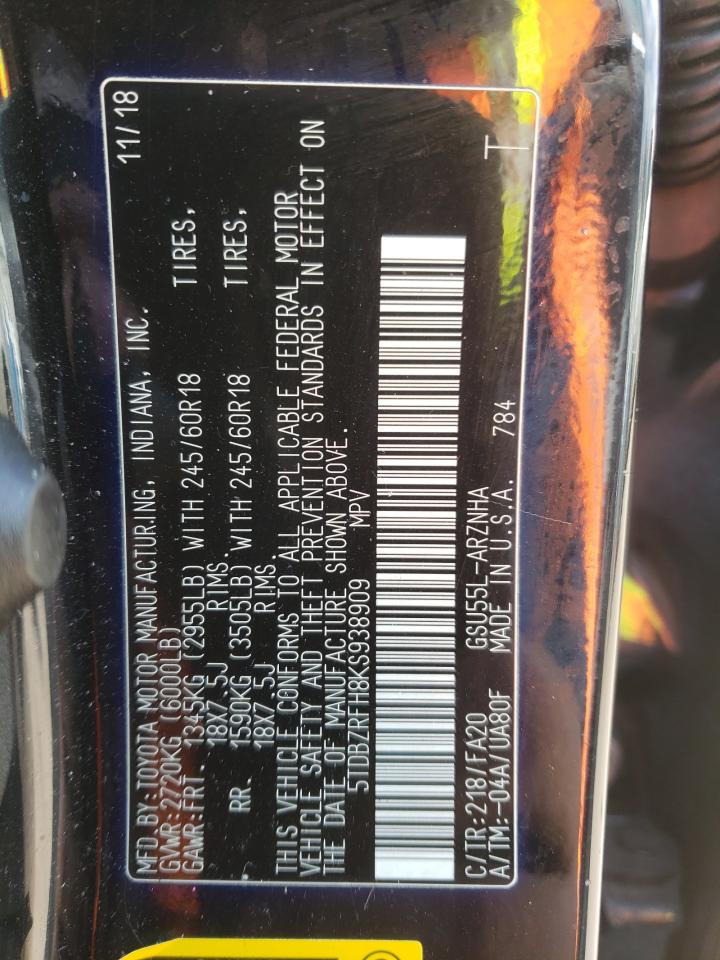 MFD.BY:TOYOTA MOTOR MANUFACTURING, INDIANA, INC. 11/18
GVWR:2720KG (6000LB)
GAWR:FRT. 1345KG (2955LB) WITH 245/60R18 TIRES,
18X7.5J RIMS.
RR. 1590KG (3505LB) WITH 245/60R18 TIRES,
18X7.5J RIMS.
THIS VEHICLE CONFORMS TO ALL APPLICABLE FEDERAL MOTOR
VEHICLE SAFETY AND THEFT PREVENTION STANDARDS IN EFFECT ON
THE DATE OF MANUFACTURE SHOWN ABOVE.
5TDBZRFH8KS938909 MPV
C/TR:218/FA20 GSU55L-ARZNHA
A/TM:-04A/UA80F MADE IN U.S.A. 784 T